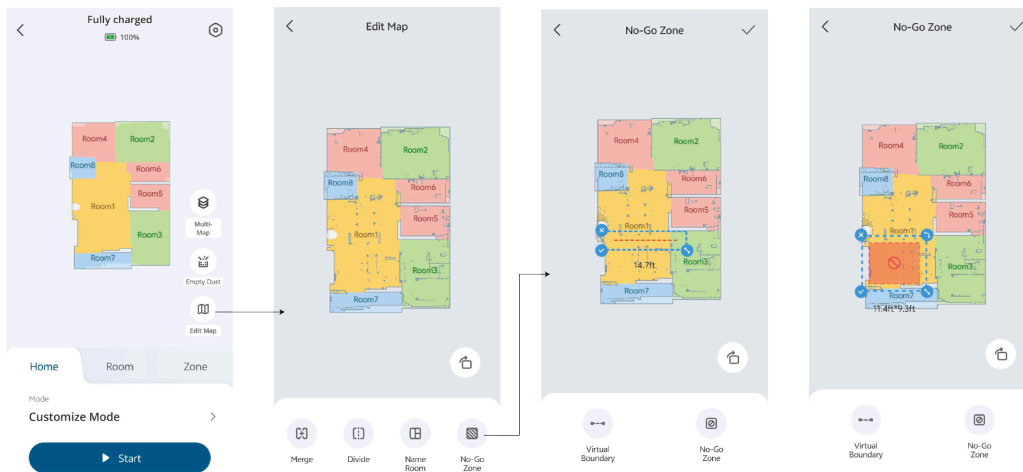 Fully charged
100%
Room4
Room2
Room8
Room6
Room5
Room1
Room3
Room7
Multi-
Map
Empty Dust
Edit Map
Home
Room
Zone
Mode
Customize Mode
Start
Edit Map
Room4
Room2
Room8
Room6
Room5
Room1
Room3
Room7
Merge
Divide
Name
Room
No-Go
Zone
No-Go Zone
Room4
Room2
Room8
Room6
Room5
Room1
14.7ft
Room3
Room7
Virtual
Boundary
No-Go
Zone
No-Go Zone
Room4
Room2
Room8
Room6
Room5
Room1
Room3
Room7
11.4ft*9.3ft
Virtual
Boundary
No-Go
Zone